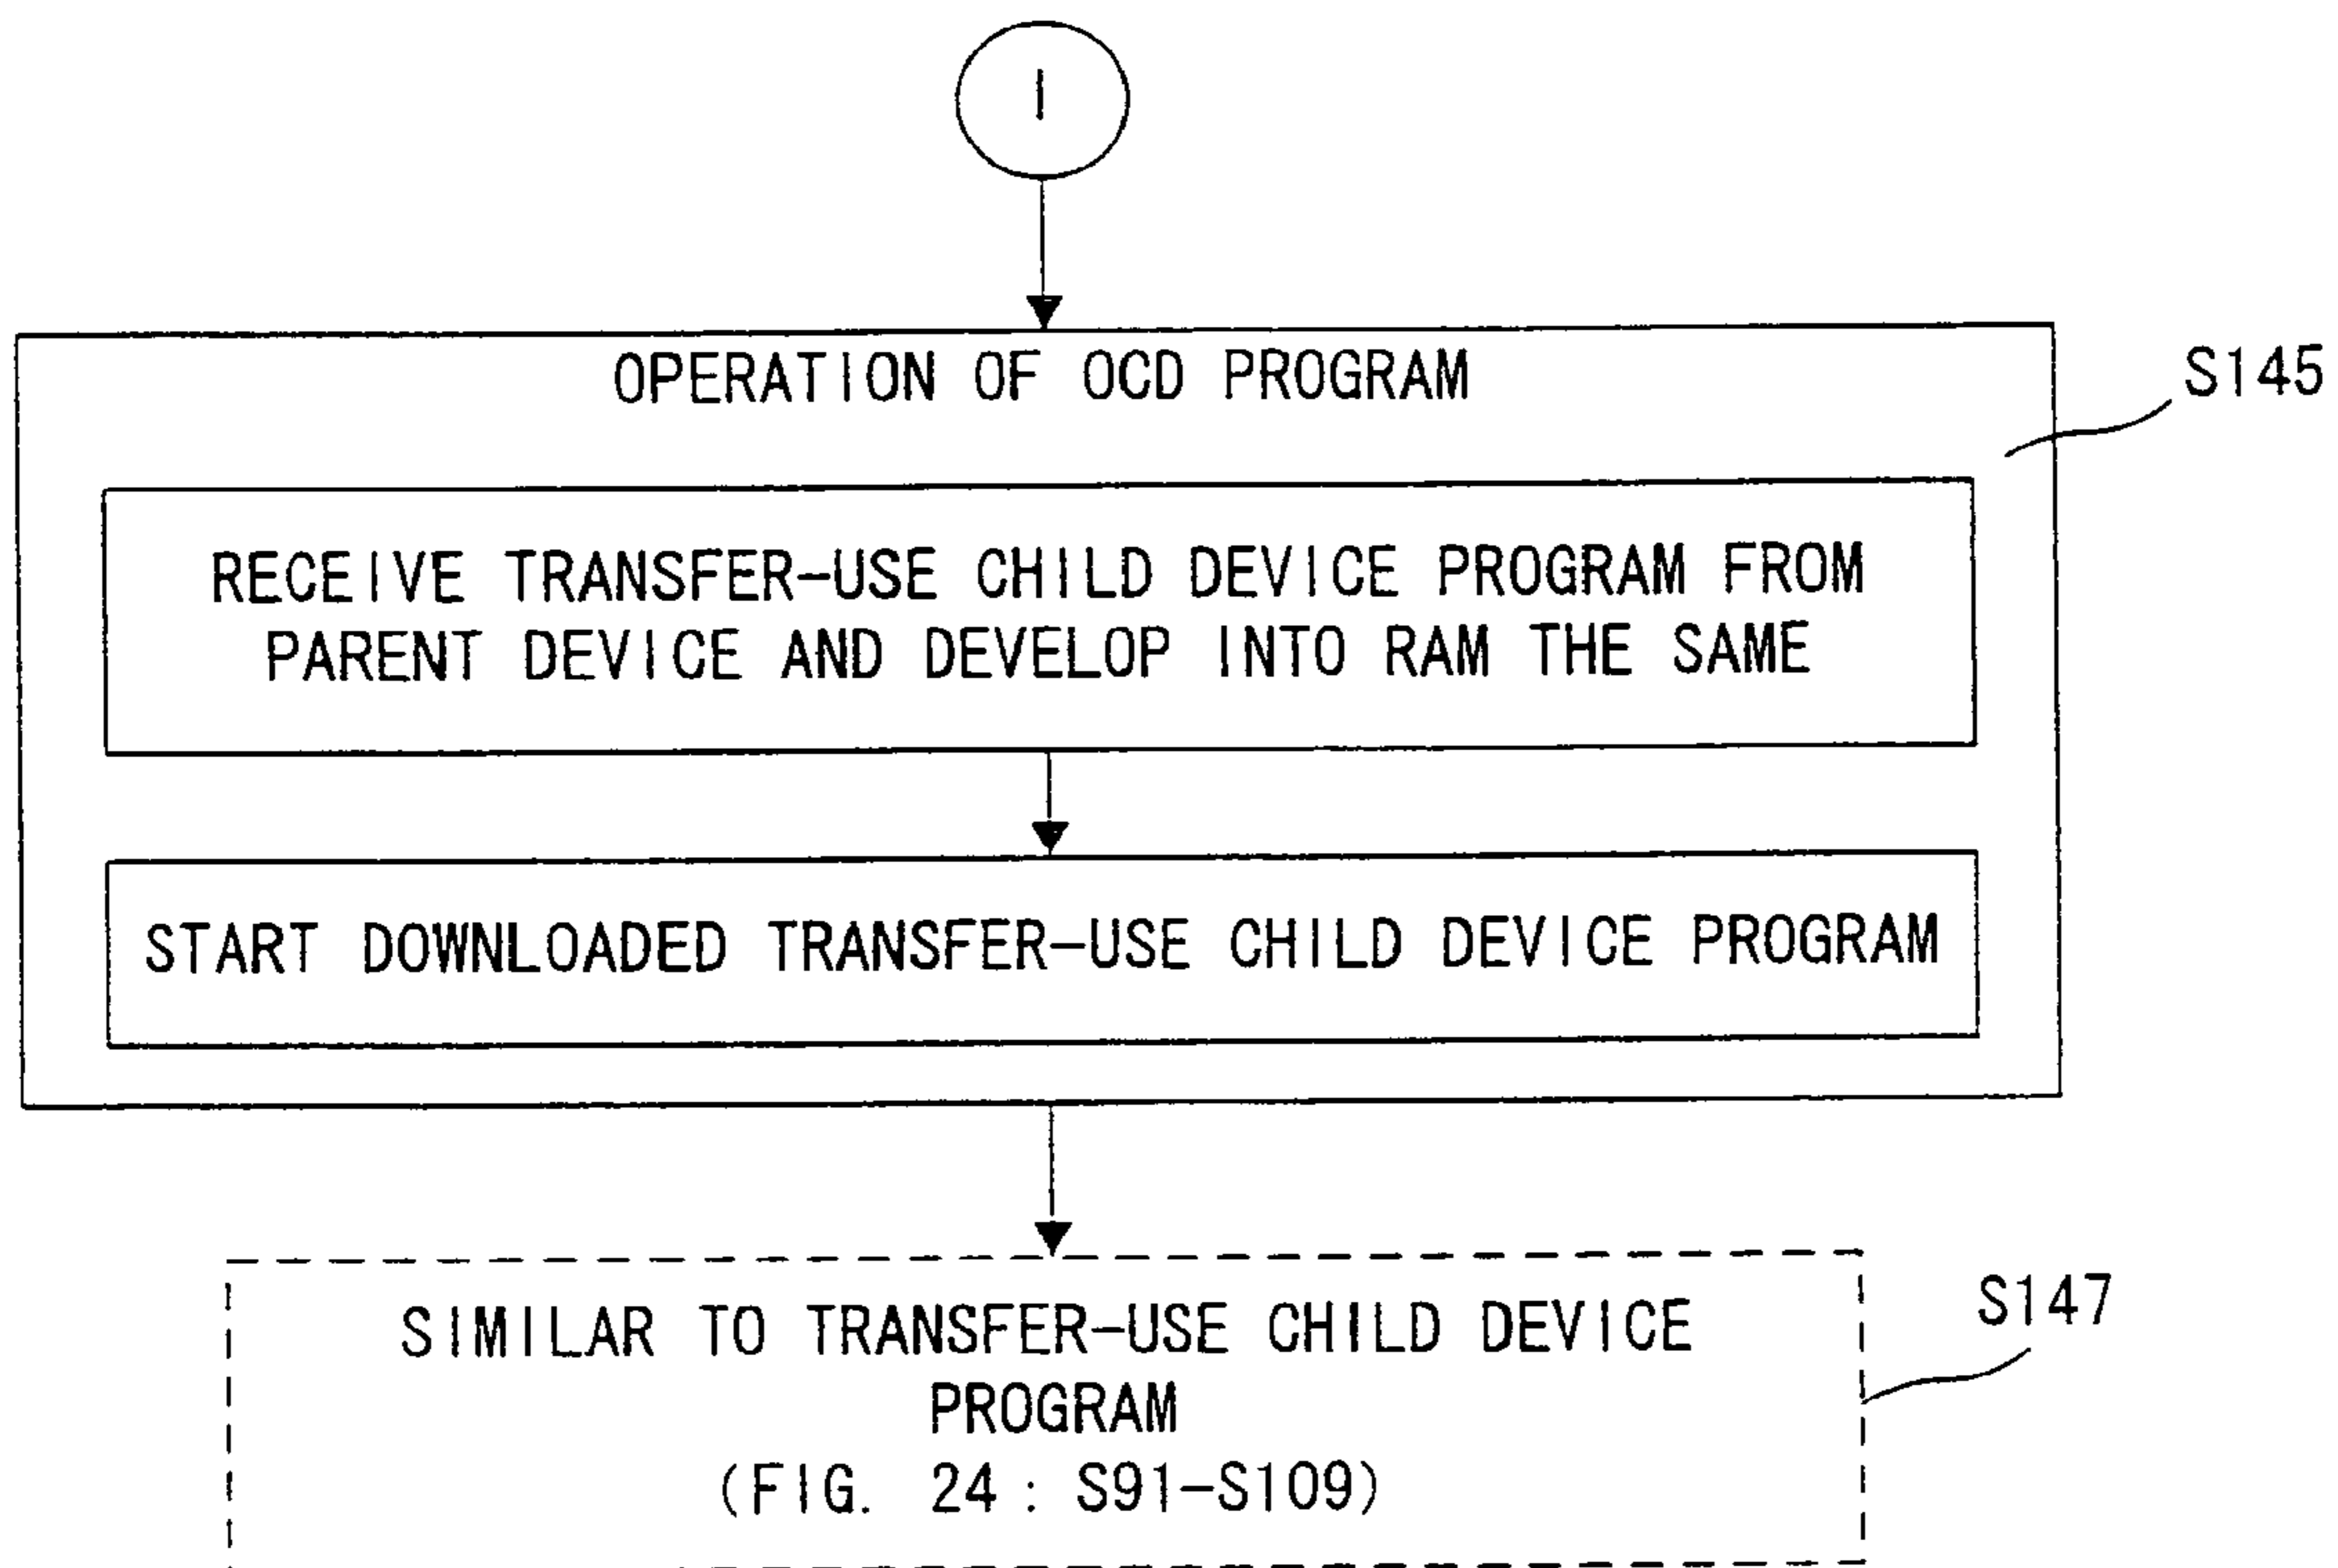 I
OPERATION OF OCD PROGRAM
S145
RECEIVE TRANSFER-USE CHILD DEVICE PROGRAM FROM
PARENT DEVICE AND DEVELOP INTO RAM THE SAME
START DOWNLOADED TRANSFER-USE CHILD DEVICE PROGRAM
SIMILAR TO TRANSFER-USE CHILD DEVICE
S147
PROGRAM
(FIG. 24 : S91-S109)